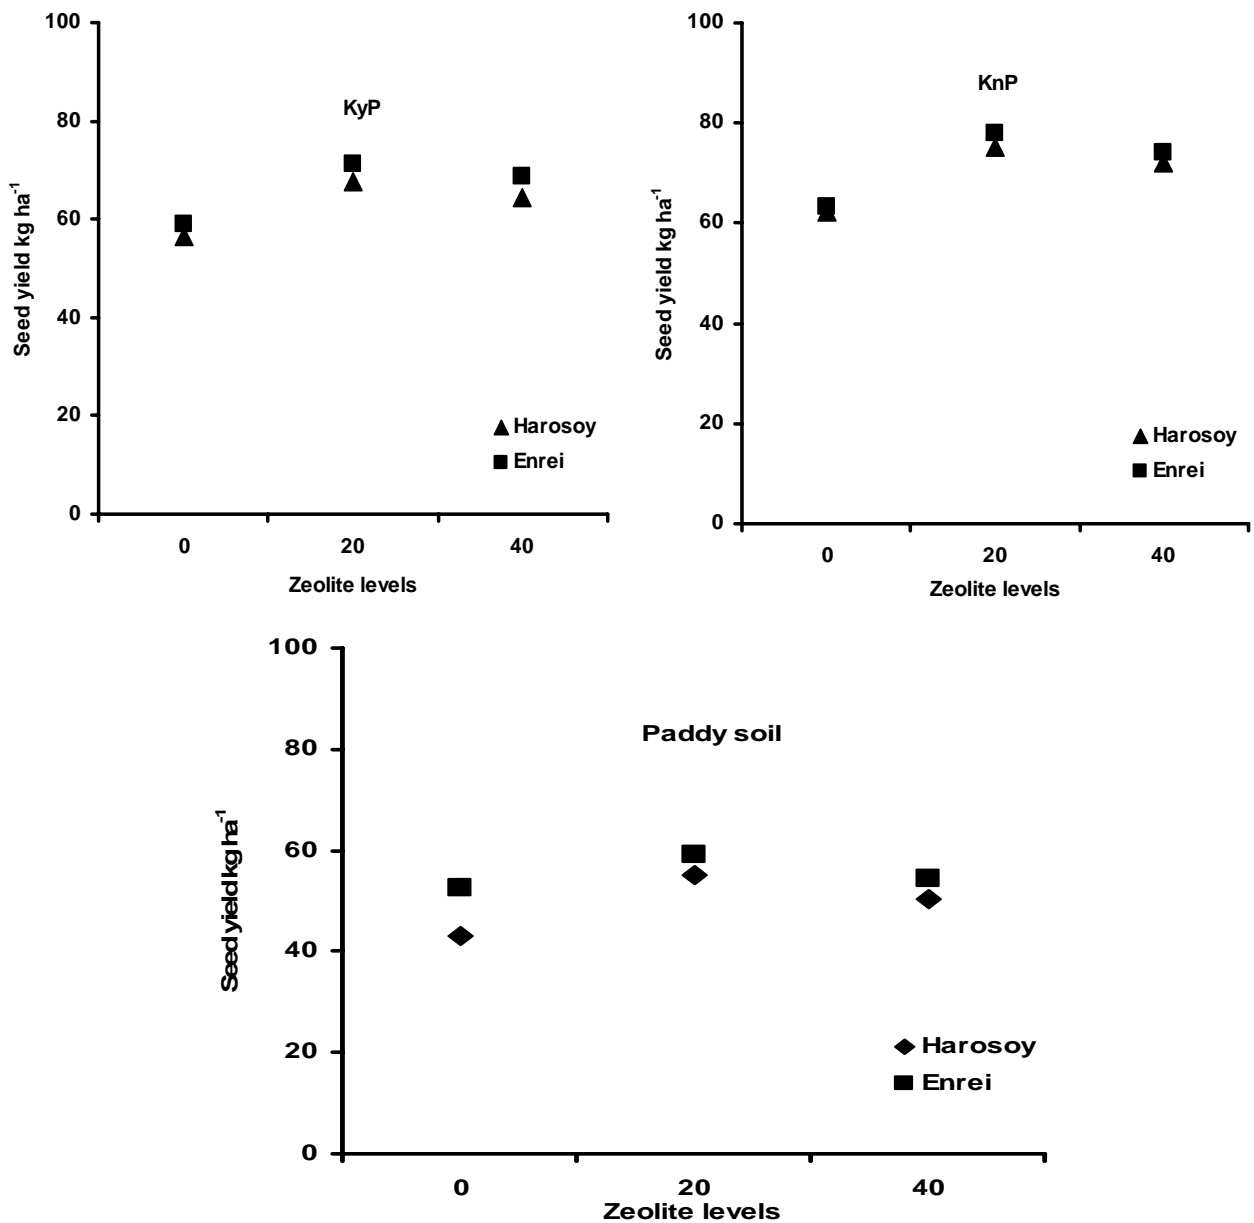 100
80
60
40
20
0
Seed yield kg ha⁻¹
KyP
Harosoy
Enrei
0 20 40
Zeolite levels
100
80
60
40
20
0
Seed yield kg ha⁻¹
KnP
Harosoy
Enrei
0 20 40
Zeolite levels
100
80
60
40
20
0
Seed yield kg ha⁻¹
Paddy soil
Harosoy
Enrei
0 20 40
Zeolite levels